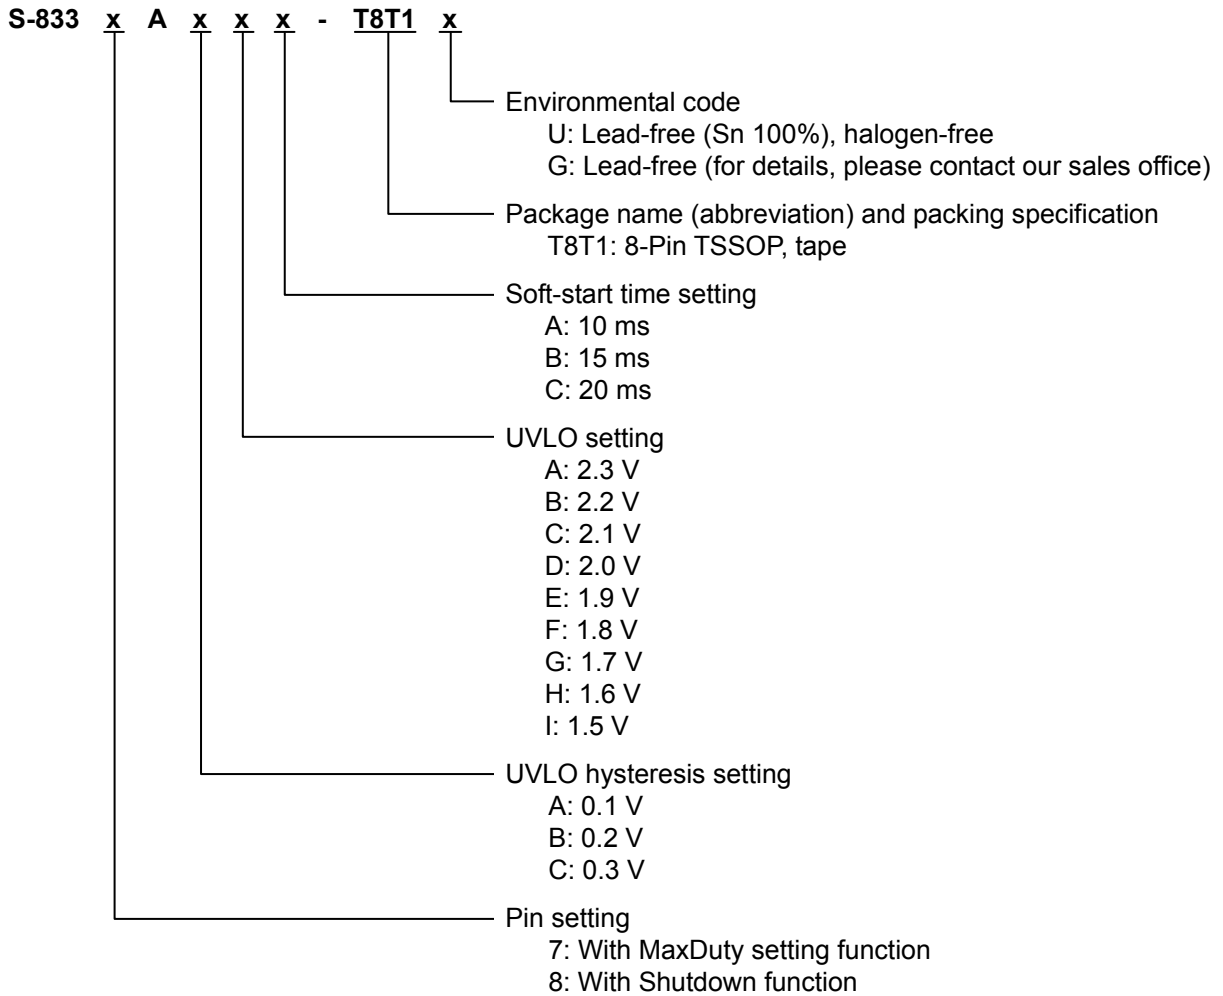 S-833 x A x x x - T8T1 x
Environmental code
U: Lead-free (Sn 100%), halogen-free
G: Lead-free (for details, please contact our sales office)
Package name (abbreviation) and packing specification
T8T1: 8-Pin TSSOP, tape
Soft-start time setting
A: 10 ms
B: 15 ms
C: 20 ms
UVLO setting
A: 2.3 V
B: 2.2 V
C: 2.1 V
D: 2.0 V
E: 1.9 V
F: 1.8 V
G: 1.7 V
H: 1.6 V
I: 1.5 V
UVLO hysteresis setting
A: 0.1 V
B: 0.2 V
C: 0.3 V
Pin setting
7: With MaxDuty setting function
8: With Shutdown function